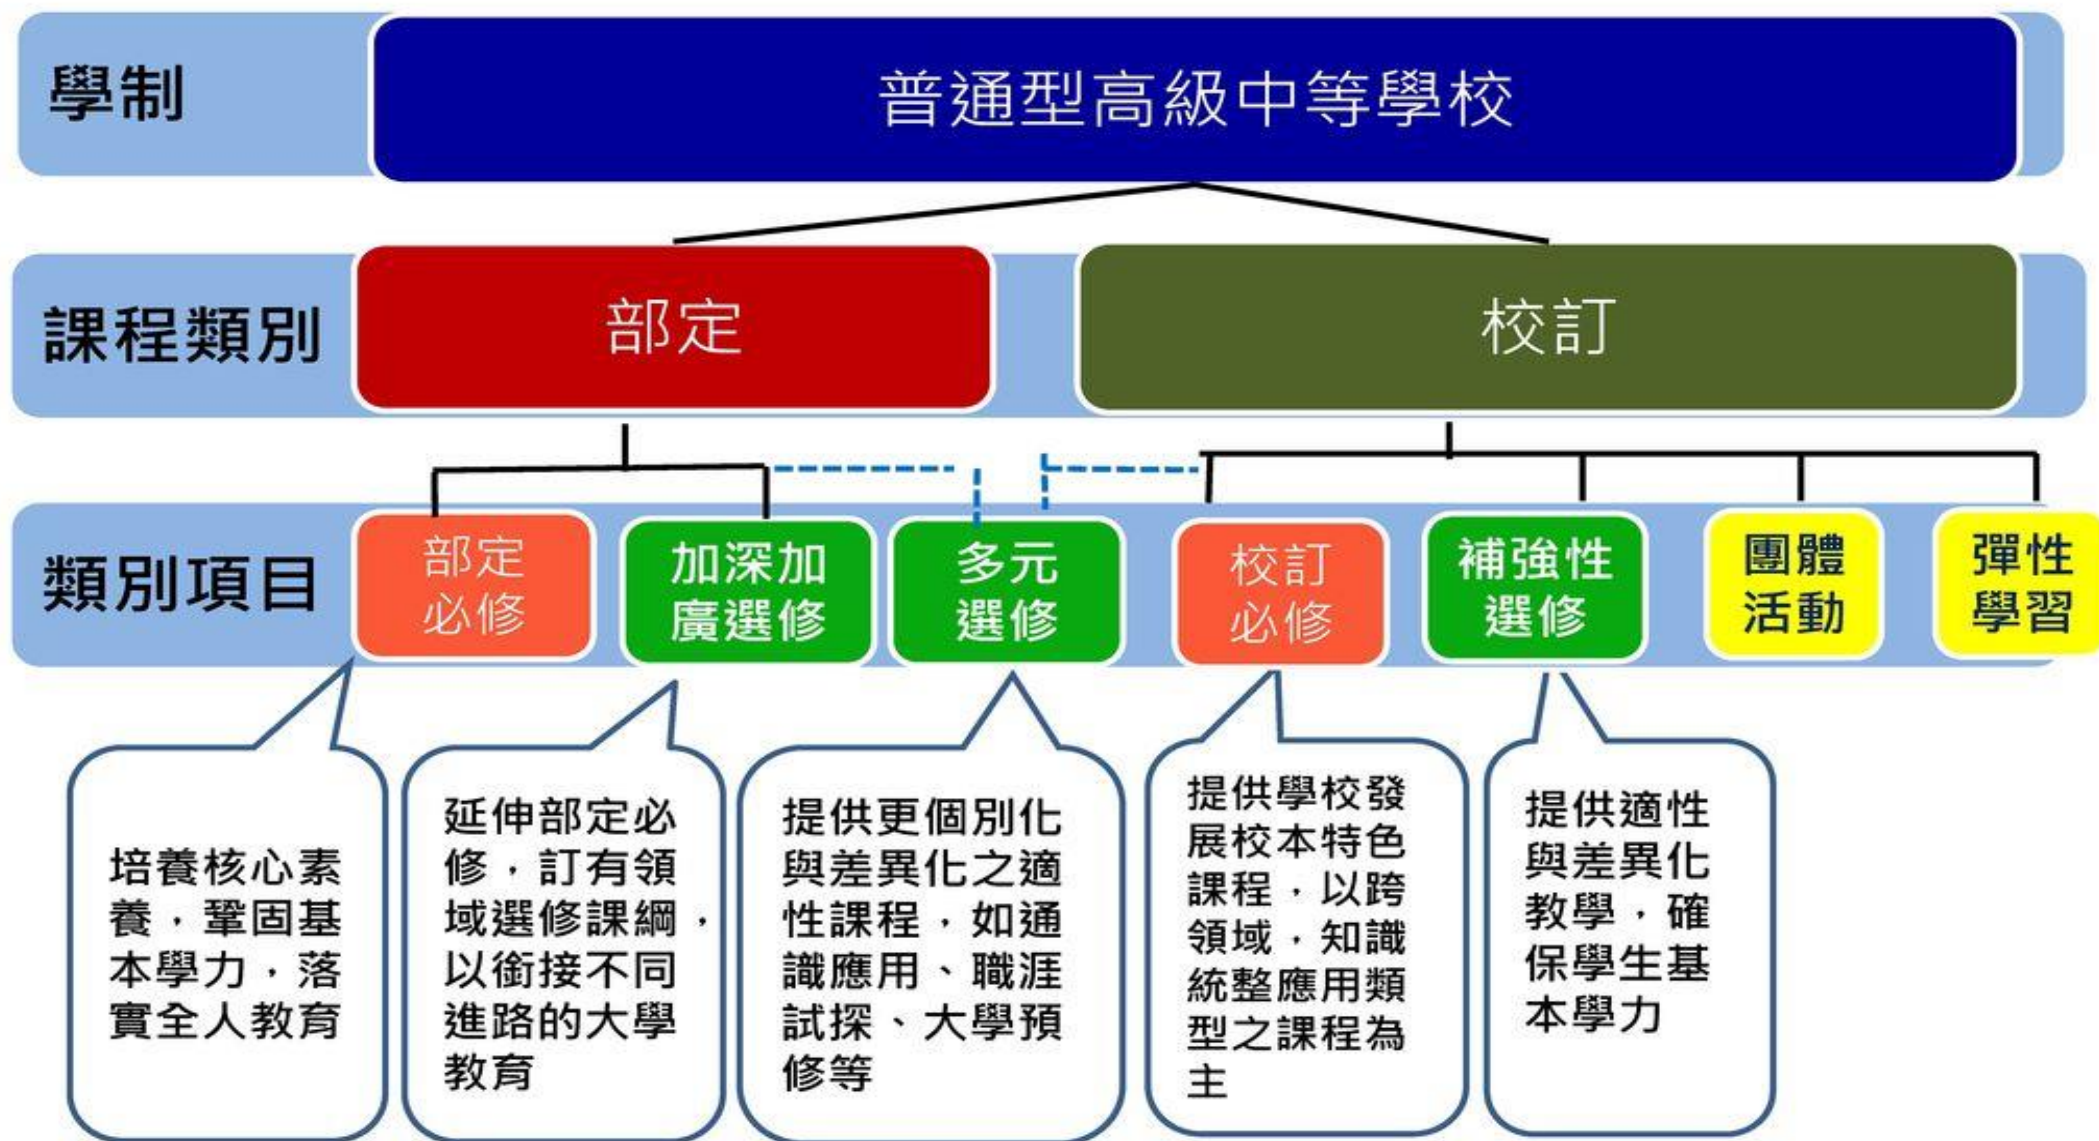 學制
普通型高級中等學校
課程類別
部定
校訂
類別項目
部定
必修
加深加
廣選修
多元
選修
校訂
必修
補強性
選修
團體
活動
彈性
學習
培養核心素
養，鞏固基
本學力，落
實全人教育
延伸部定必
修，訂有領
域選修課綱，
以銜接不同
進路的大學
教育
提供更個別化
與差異化之適
性課程，如通
識應用、職涯
試探、大學預
修等
提供學校發
展校本特色
課程，以跨
領域，知識
統整應用類
型之課程為
主
提供適性
與差異化
教學，確
保學生基
本學力